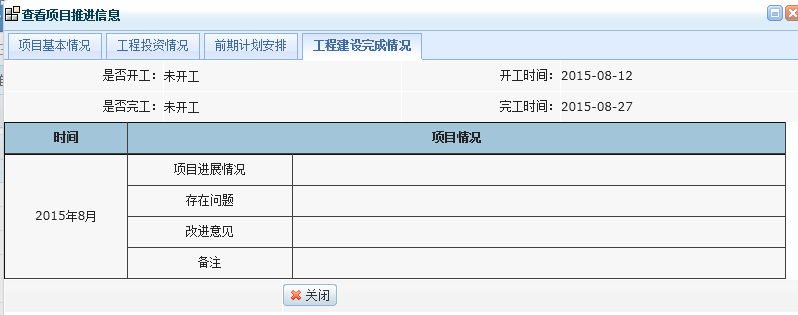 查看项目推进信息
项目基本情况 工程投资情况 前期计划安排 工程建设完成情况
是否开工: 未开工 开工时间: 2015-08-12
是否完工: 未开工 完工时间: 2015-08-27
时间 项目情况
项目进展情况
存在问题
2015年8月
改进意见
备注
关闭